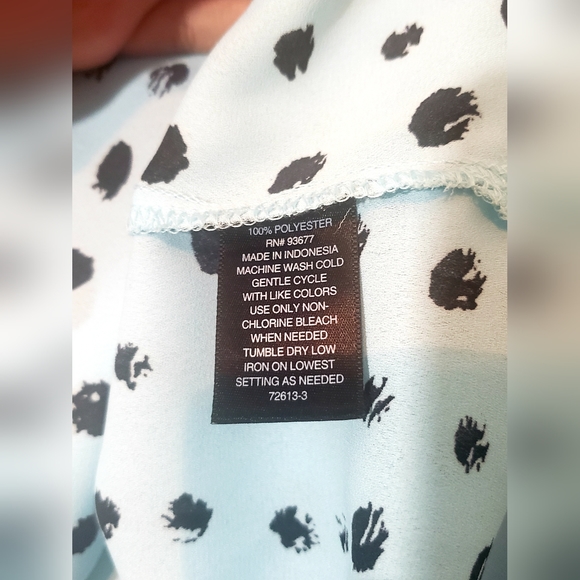 100% POLYESTER
RN# 93677
MADE IN INDONESIA
MACHINE WASH COLD
GENTLE CYCLE
WITH LIKE COLORS
USE ONLY NON-
CHLORINE BLEACH
WHEN NEEDED
TUMBLE DRY LOW
IRON ON LOWEST
SETTING AS NEEDED
72613-3